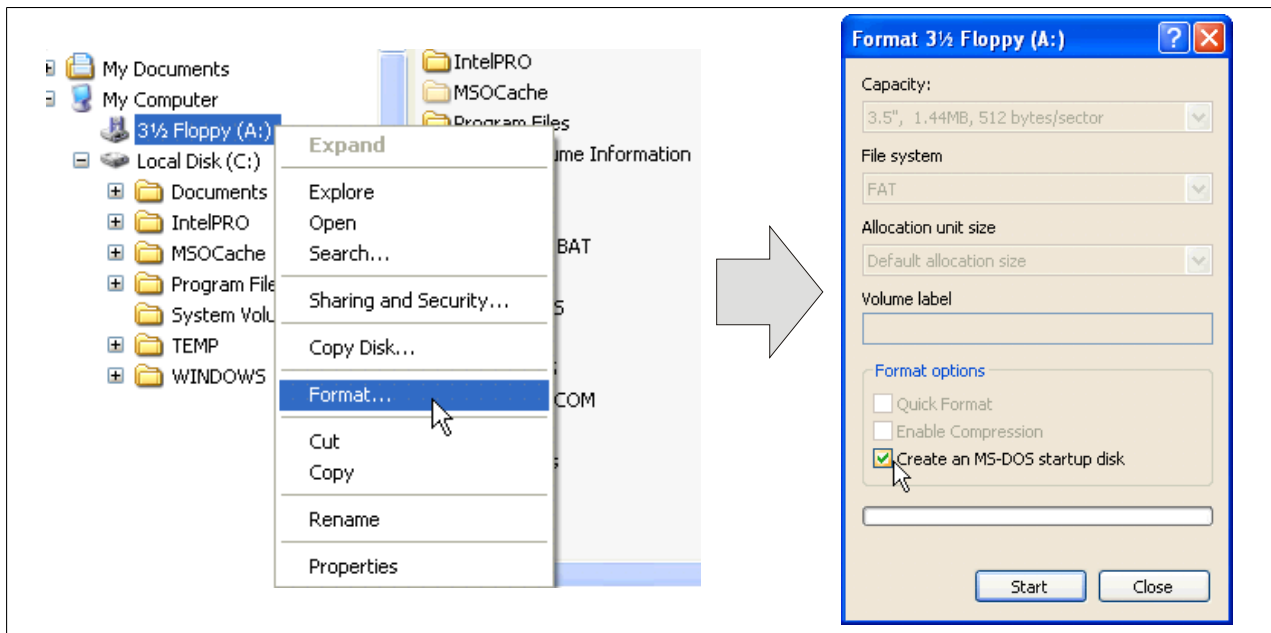 My Documents
My Computer
3½ Floppy (A:)
Local Disk (C:)
Documents
IntelPRO
MSOCache
Program File
System Volu
TEMP
WINDOWS
IntelPRO
MSOCache
Program Files
ume Information
BAT
COM
Expand
Explore
Open
Search...
Sharing and Security...
Copy Disk...
Format...
Cut
Copy
Rename
Properties
Format 3½ Floppy (A:)
Capacity:
3.5", 1.44MB, 512 bytes/sector
File system
FAT
Allocation unit size
Default allocation size
Volume label
Format options
Quick Format
Enable Compression
Create an MS-DOS startup disk
Start
Close